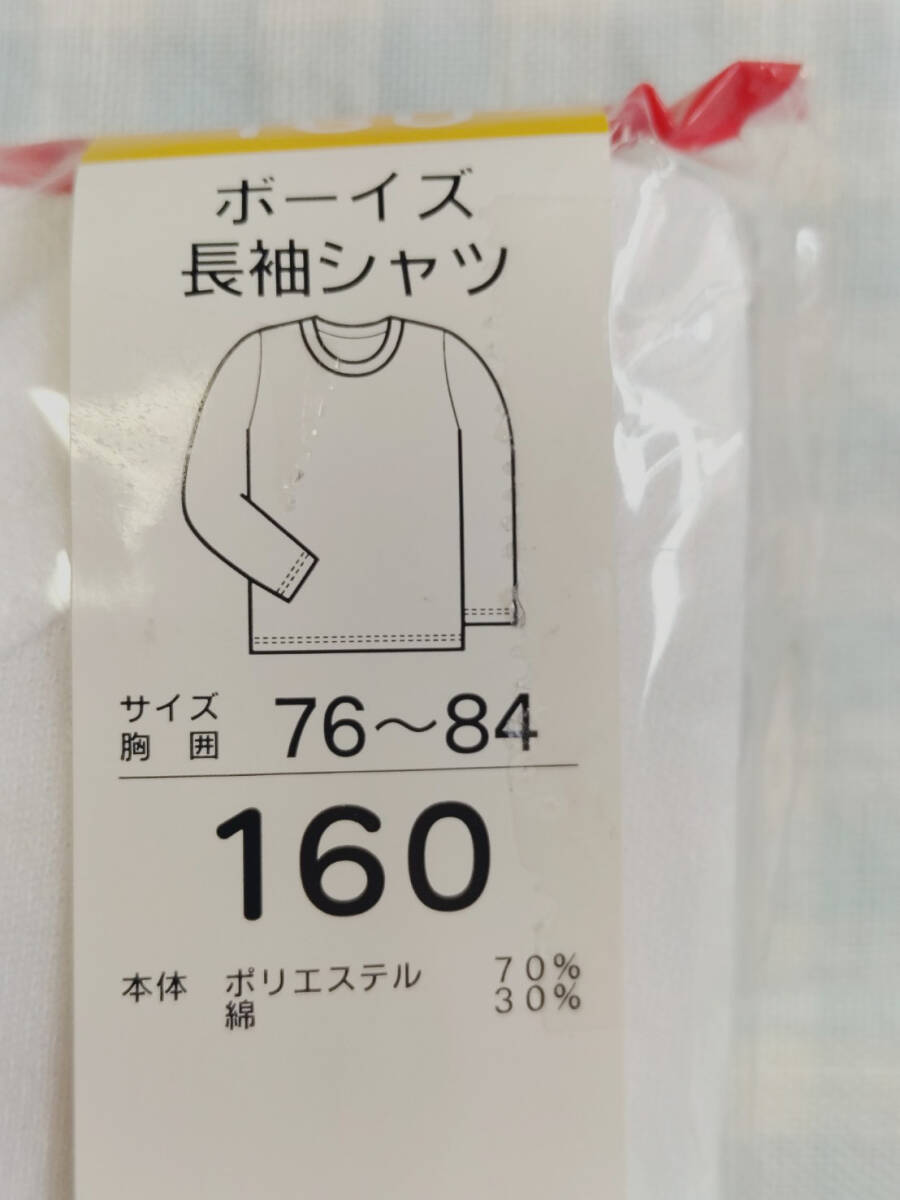 ボーイズ
長袖シャツ
サイズ
胸 囲 76～84
160
本体 ポリエステル 70%
綿 30%